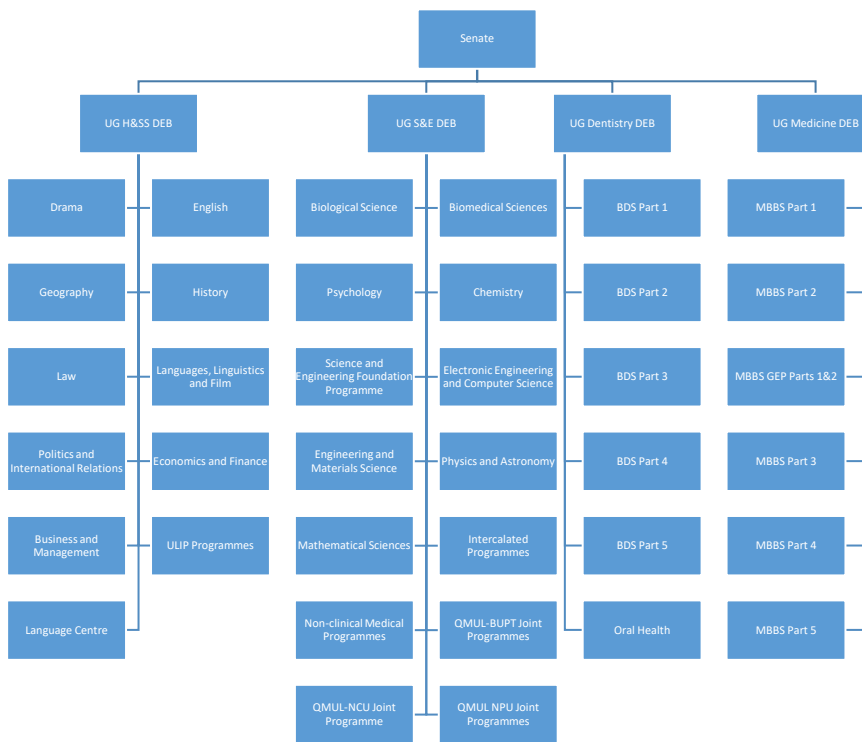 Senate
UG H&SS DEB
UG S&E DEB
UG Dentistry DEB
UG Medicine DEB
Drama
English
Biological Science
Biomedical Sciences
BDS Part 1
MBBS Part 1
Geography
History
Psychology
Chemistry
BDS Part 2
MBBS Part 2
Law
Languages, Linguistics
and Film
Science and
Engineering Foundation
Programme
Electronic Engineering
and Computer Science
BDS Part 3
MBBS GEP Parts 1&2
Politics and
International Relations
Economics and Finance
Engineering and
Materials Science
Physics and Astronomy
BDS Part 4
MBBS Part 3
Business and
Management
ULIP Programmes
Mathematical Sciences
Intercalated
Programmes
BDS Part 5
MBBS Part 4
Language Centre
Non-clinical Medical
Programmes
QMUL-BUPT Joint
Programmes
Oral Health
MBBS Part 5
QMUL-NCU Joint
Programme
QMUL NPU Joint
Programmes